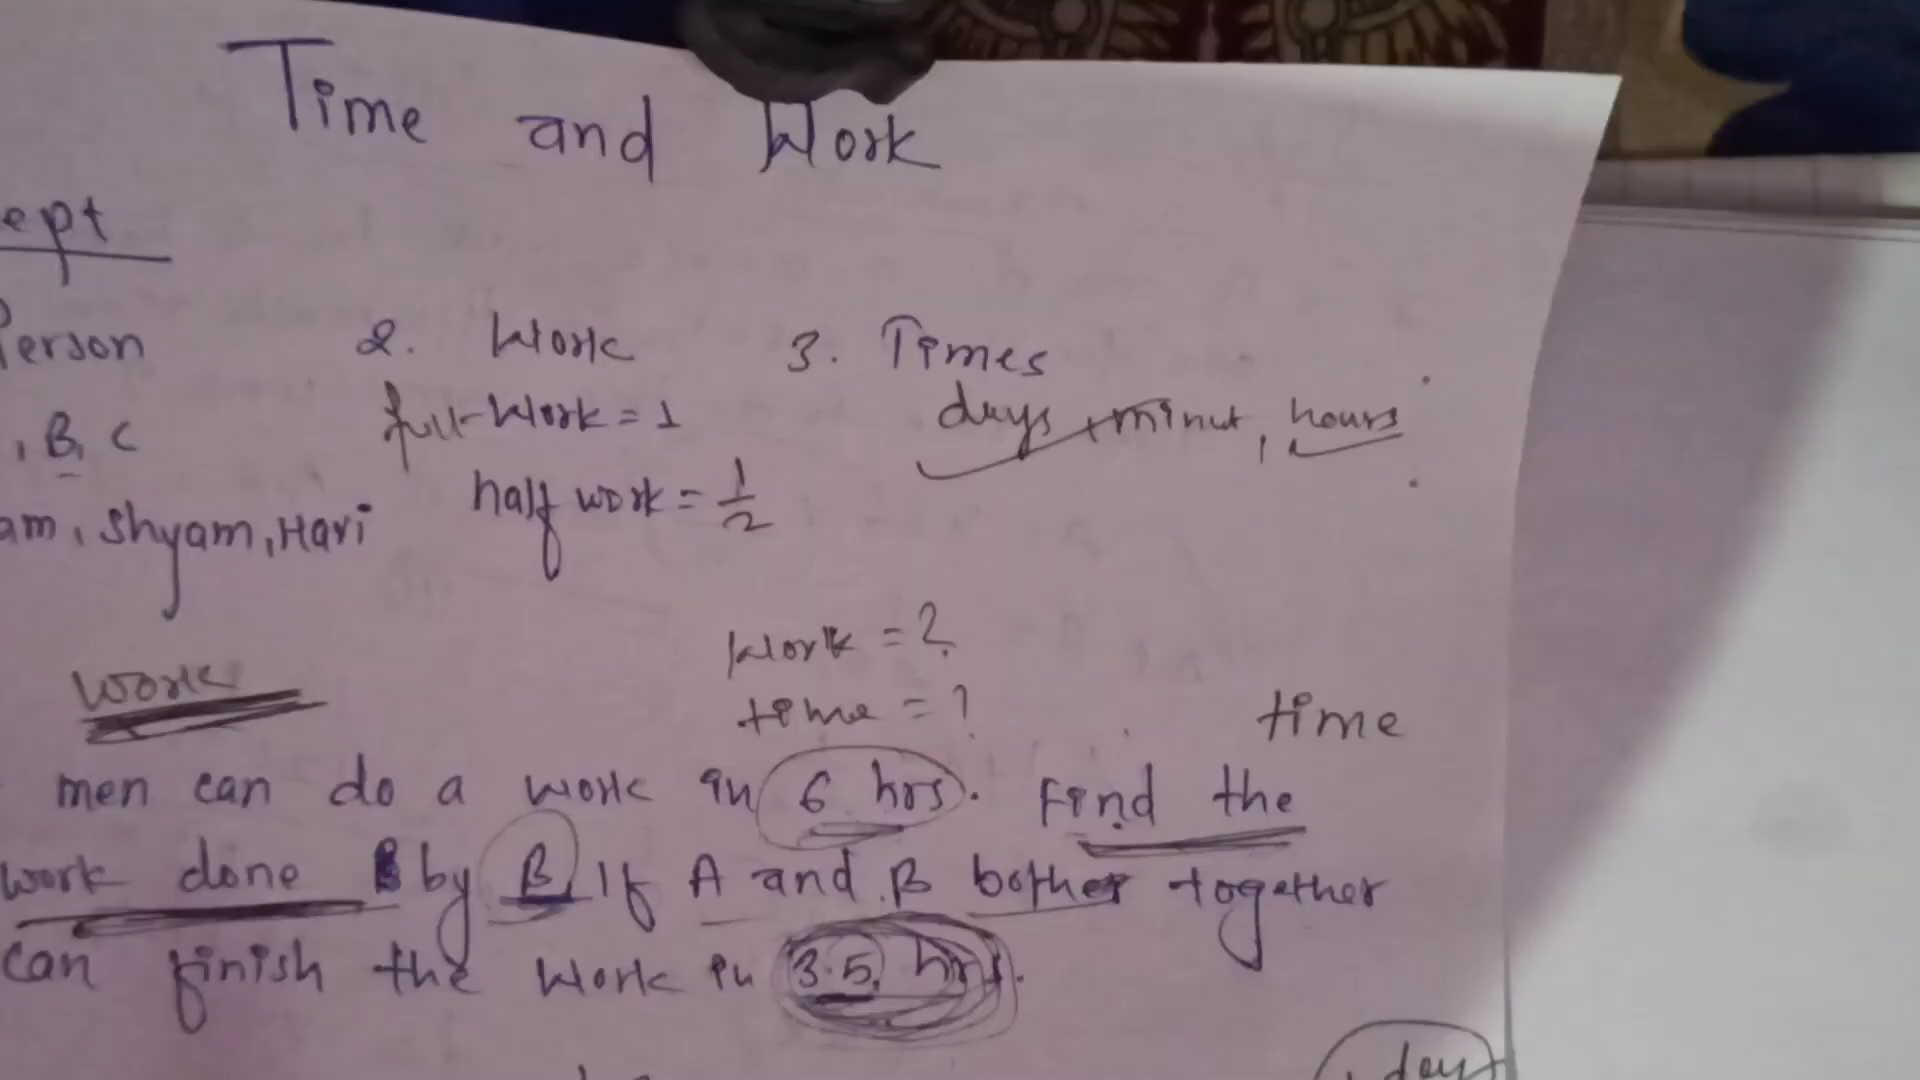 Time and Work
ept
Person 2. Work 3. Times
, B, C full-work = 1 days, minut, hours
am, Shyam, Hari half work = 1/2
Work = ?
Work time = ?
time
men can do a work in 6 hrs. Find the
work done by B If A and B bother together
can finish the work in 3.5 hrs.
day